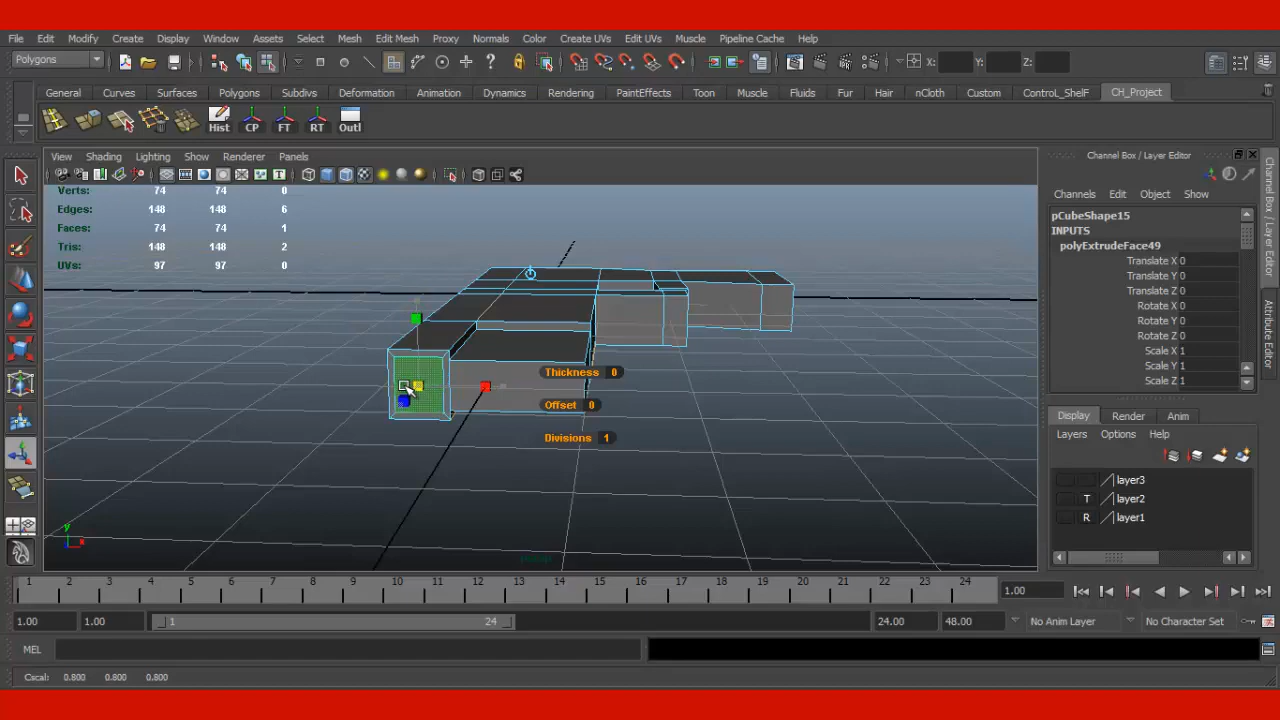 File Edit Modify Create Display Window Assets Select Mesh Edit Mesh Proxy Normals Color Create UVs Edit UVs Muscle Pipeline Cache Help
Polygons X: Y: Z:
General Curves Surfaces Polygons Subdivs Deformation Animation Dynamics Rendering PaintEffects Toon Muscle Fluids Fur Hair nCloth Custom ControL_ShelF CH_Project
Hist CP FT RT Outl
View Shading Lighting Show Renderer Panels
Channel Box / Layer Editor
Verts: 74 74 0
Edges: 148 148 6
Faces: 74 74 1
Tris: 148 148 2
UVs: 97 97 0
Channels Edit Object Show
pCubeShape15
INPUTS
polyExtrudeFace49
Translate X 0
Translate Y 0
Translate Z 0
Rotate X 0
Rotate Y 0
Rotate Z 0
Scale X 1
Scale Y 1
Scale Z 1
Channel Box / Layer Editor
Attribute Editor
Thickness 0
Offset 0
Divisions 1
Display Render Anim
Layers Options Help
layer3
T layer2
R layer1
y
x
persp
1 2 3 4 5 6 7 8 9 10 11 12 13 14 15 16 17 18 19 20 21 22 23 24
1.00
1.00 1.00 1 24 24.00 48.00 No Anim Layer No Character Set
MEL
Cscal: 0.800 0.800 0.800